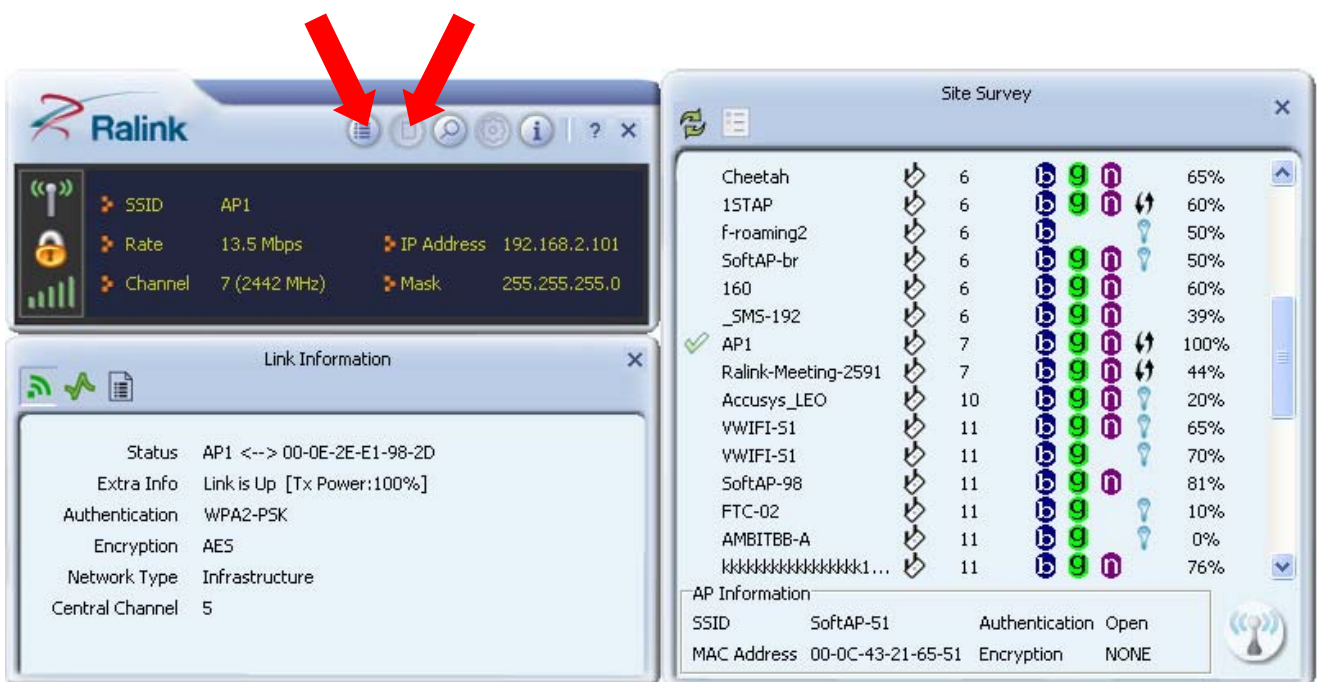 Ralink
i ? ×
SSID AP1
Rate 13.5 Mbps IP Address 192.168.2.101
Channel 7 (2442 MHz) Mask 255.255.255.0
Link Information
Status AP1 <--> 00-0E-2E-E1-98-2D
Extra Info Link is Up [Tx Power:100%]
Authentication WPA2-PSK
Encryption AES
Network Type Infrastructure
Central Channel 5
Site Survey
Cheetah 6 b g n 65%
1STAP 6 b g n 60%
f-roaming2 6 b 50%
SoftAP-br 6 b g n 50%
160 6 b g n 60%
_SMS-192 6 b g n 39%
AP1 7 b g n 100%
Ralink-Meeting-2591 7 b g n 44%
Accusys_LEO 10 b g n 20%
VWIFI-S1 11 b g n 65%
VWIFI-S1 11 b g 70%
SoftAP-98 11 b g n 81%
FTC-02 11 b g 10%
AMBITBB-A 11 b g 0%
kkkkkkkkkkkkkkkk1... 11 b g n 76%
AP Information
SSID SoftAP-51 Authentication Open
MAC Address 00-0C-43-21-65-51 Encryption NONE